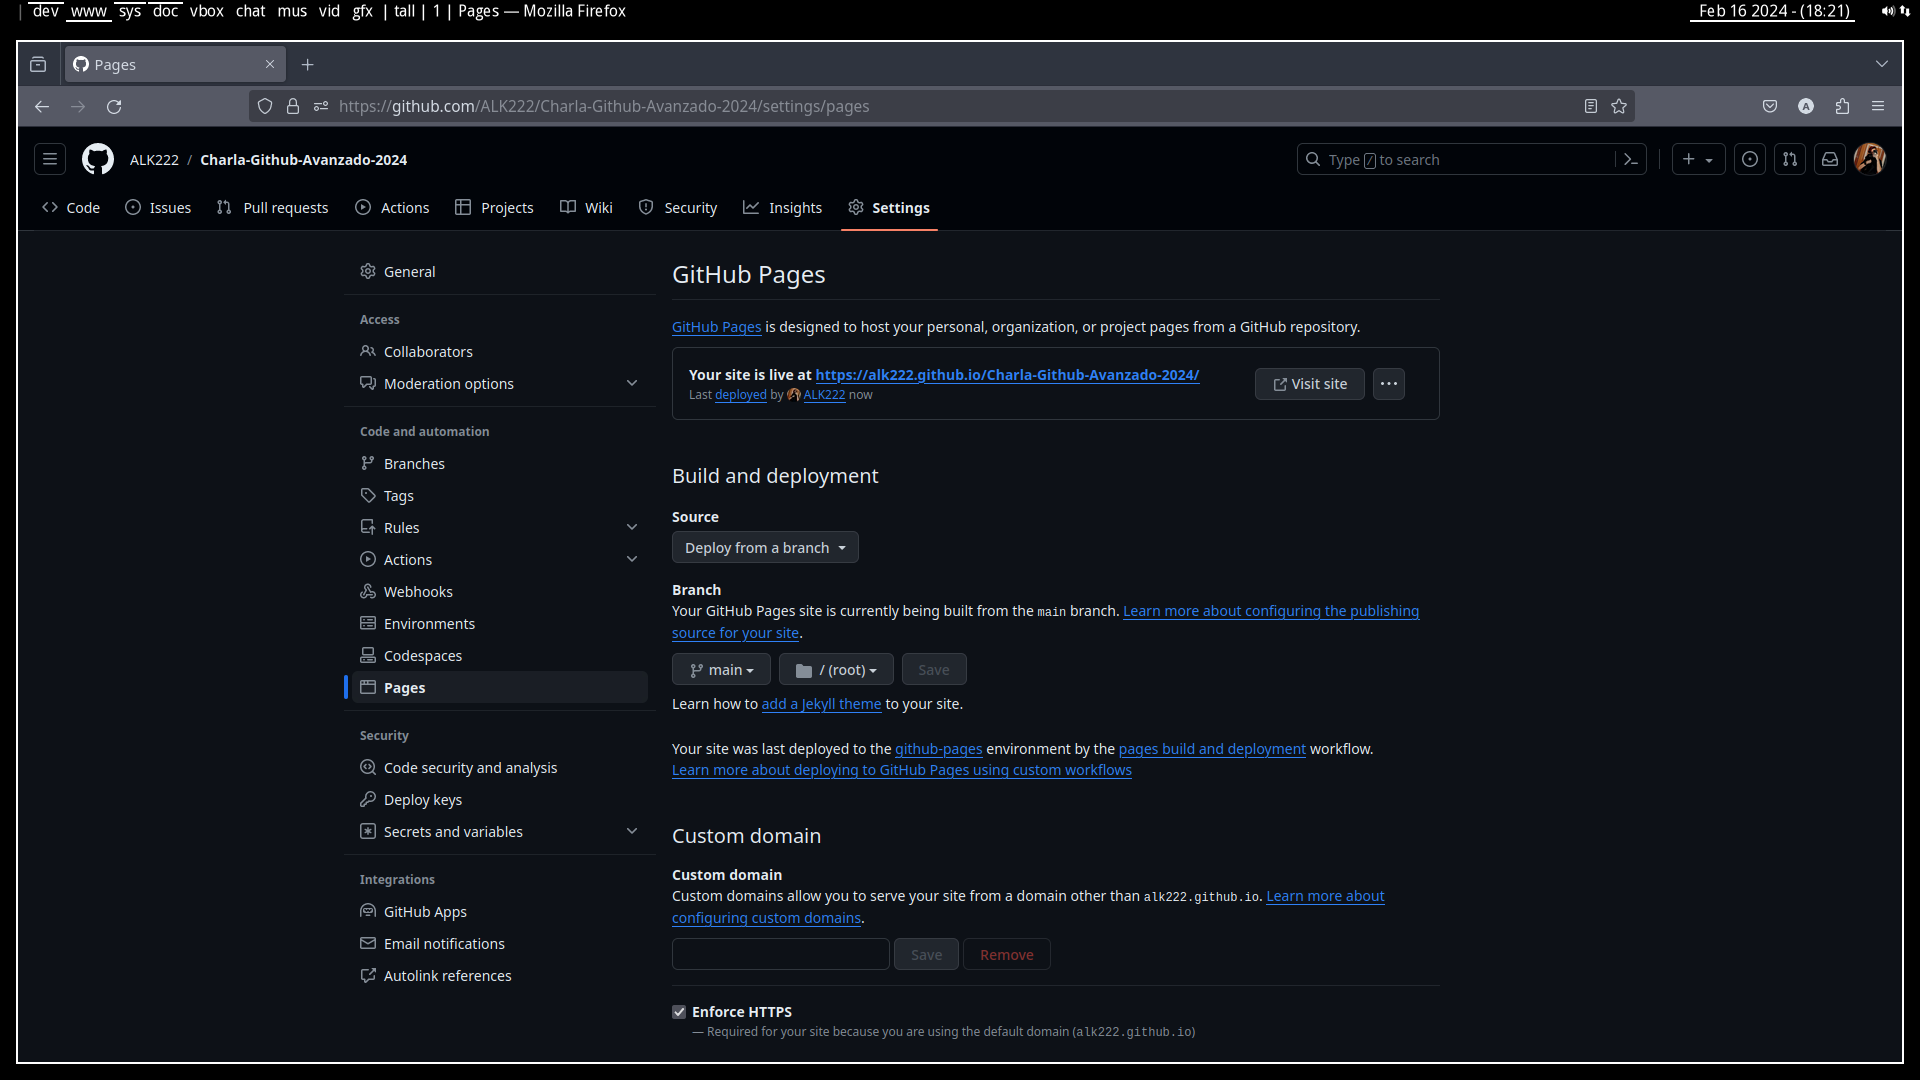 | dev www sys doc vbox chat mus vid gfx | tall | 1 | Pages — Mozilla Firefox
Feb 16 2024 - (18:21)
Pages
https://github.com/ALK222/Charla-Github-Avanzado-2024/settings/pages
A
ALK222 / Charla-Github-Avanzado-2024
Type / to search
Code Issues Pull requests Actions Projects Wiki Security Insights Settings
General
Access
Collaborators
Moderation options
Code and automation
Branches
Tags
Rules
Actions
Webhooks
Environments
Codespaces
Pages
Security
Code security and analysis
Deploy keys
Secrets and variables
Integrations
GitHub Apps
Email notifications
Autolink references
GitHub Pages
GitHub Pages is designed to host your personal, organization, or project pages from a GitHub repository.
Your site is live at https://alk222.github.io/Charla-Github-Avanzado-2024/
Last deployed by ALK222 now
Visit site
Build and deployment
Source
Deploy from a branch
Branch
Your GitHub Pages site is currently being built from the main branch. Learn more about configuring the publishing
source for your site.
main / (root) Save
Learn how to add a Jekyll theme to your site.
Your site was last deployed to the github-pages environment by the pages build and deployment workflow.
Learn more about deploying to GitHub Pages using custom workflows
Custom domain
Custom domain
Custom domains allow you to serve your site from a domain other than alk222.github.io. Learn more about
configuring custom domains.
Save Remove
Enforce HTTPS
— Required for your site because you are using the default domain (alk222.github.io)